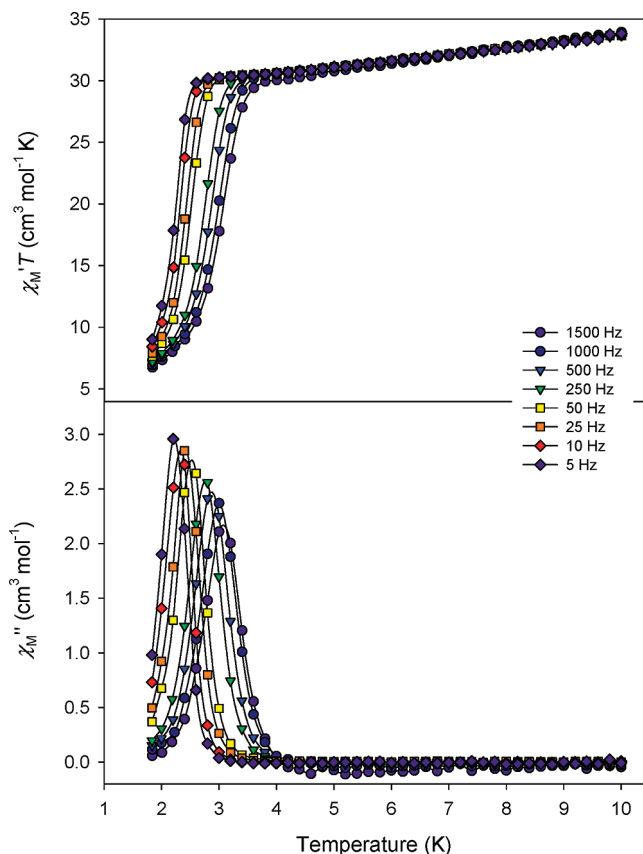 35
30
25
20
15
10
5
χM'T (cm³ mol⁻¹ K)
1500 Hz
1000 Hz
500 Hz
250 Hz
50 Hz
25 Hz
10 Hz
5 Hz
3.0
2.5
2.0
1.5
1.0
0.5
0.0
χM'' (cm³ mol⁻¹)
1 2 3 4 5 6 7 8 9 10
Temperature (K)